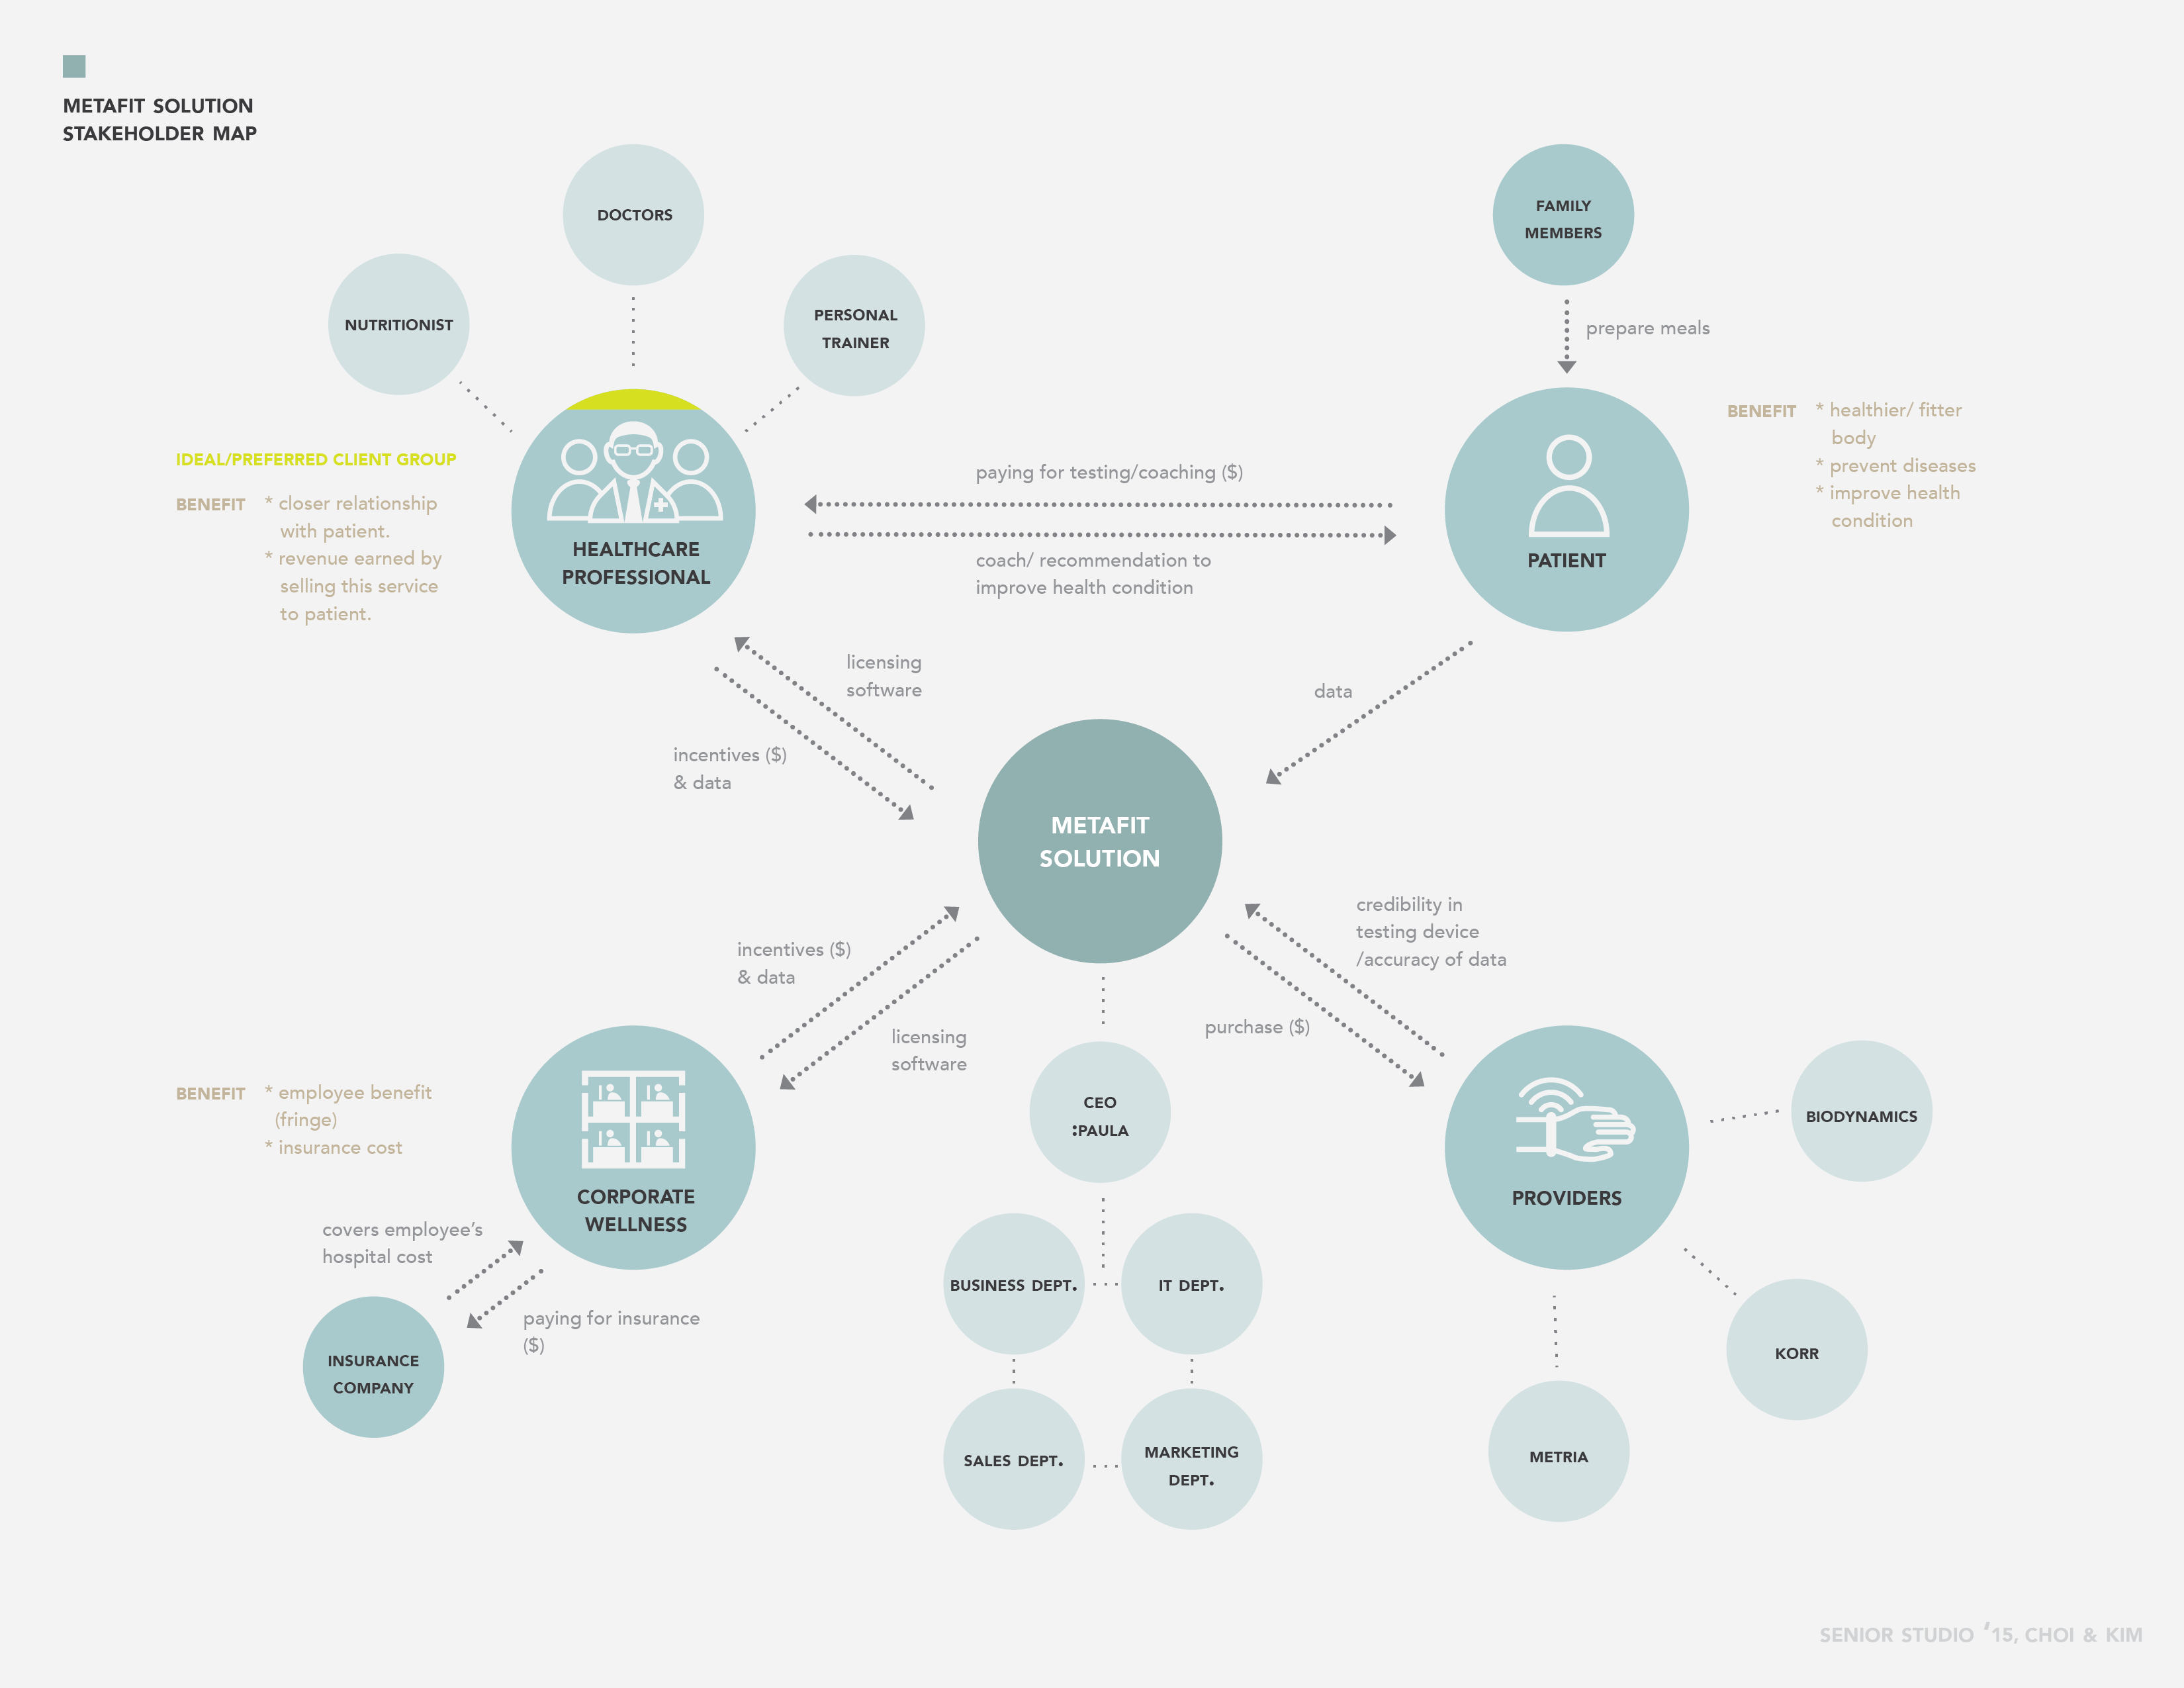 METAFIT SOLUTION
STAKEHOLDER MAP
DOCTORS
NUTRITIONIST
PERSONAL
TRAINER
FAMILY
MEMBERS
prepare meals
IDEAL/PREFERRED CLIENT GROUP
BENEFIT * closer relationship
with patient.
* revenue earned by
selling this service
to patient.
HEALTHCARE
PROFESSIONAL
paying for testing/coaching ($)
coach/ recommendation to
improve health condition
PATIENT
BENEFIT * healthier/ fitter
body
* prevent diseases
* improve health
condition
licensing
software
incentives ($)
& data
data
METAFIT
SOLUTION
incentives ($)
& data
licensing
software
credibility in
testing device
/accuracy of data
purchase ($)
BENEFIT * employee benefit
(fringe)
* insurance cost
CORPORATE
WELLNESS
covers employee’s
hospital cost
paying for insurance
($)
INSURANCE
COMPANY
CEO
:PAULA
BUSINESS DEPT.
IT DEPT.
SALES DEPT.
MARKETING
DEPT.
PROVIDERS
BIODYNAMICS
KORR
METRIA
SENIOR STUDIO ‘15, CHOI & KIM